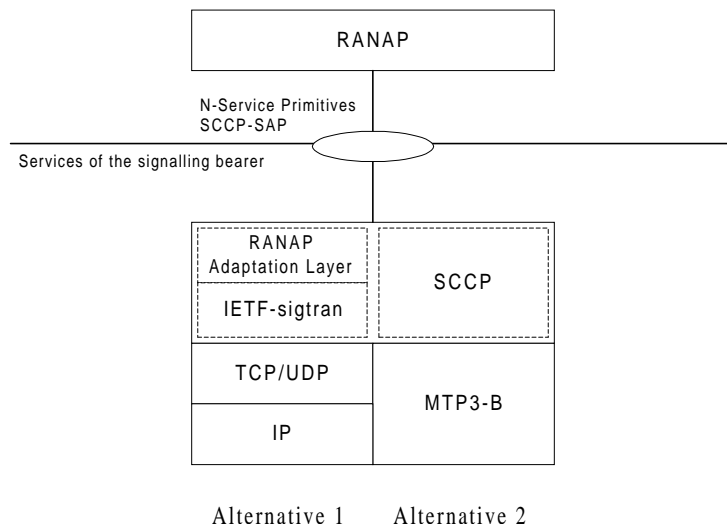 RANAP
N-Service Primitives
SCCP-SAP
Services of the signalling bearer
RANAP
Adaptation Layer
IETF-sigtran
SCCP
TCP/UDP
IP
MTP3-B
Alternative 1
Alternative 2